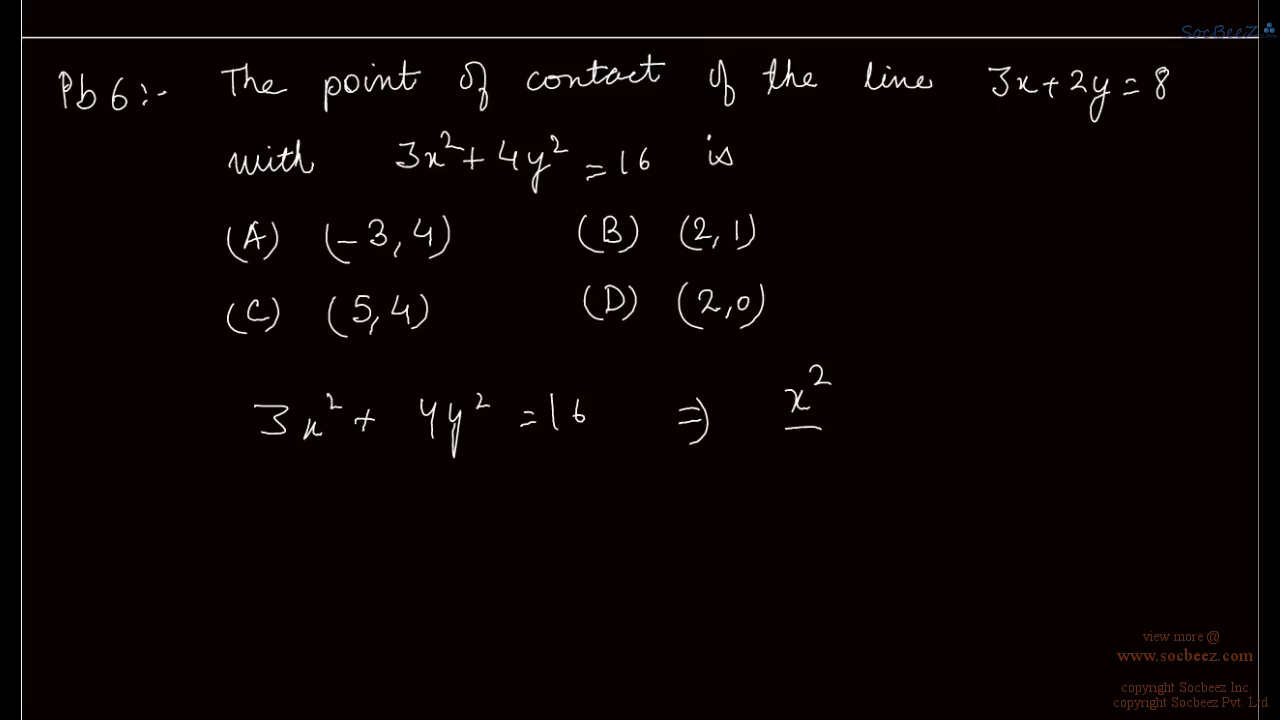 SocBeeZ
Pb 6:- The point of contact of the line 3x + 2y = 8
with 3x² + 4y² = 16 is
(A) (-3, 4) (B) (2, 1)
(C) (5, 4) (D) (2, 0)
3x² + 4y² = 16 ⇒ x²
view more @
www.socbeez.com
copyright Socbeez Inc.
copyright Socbeez Pvt. Ltd.